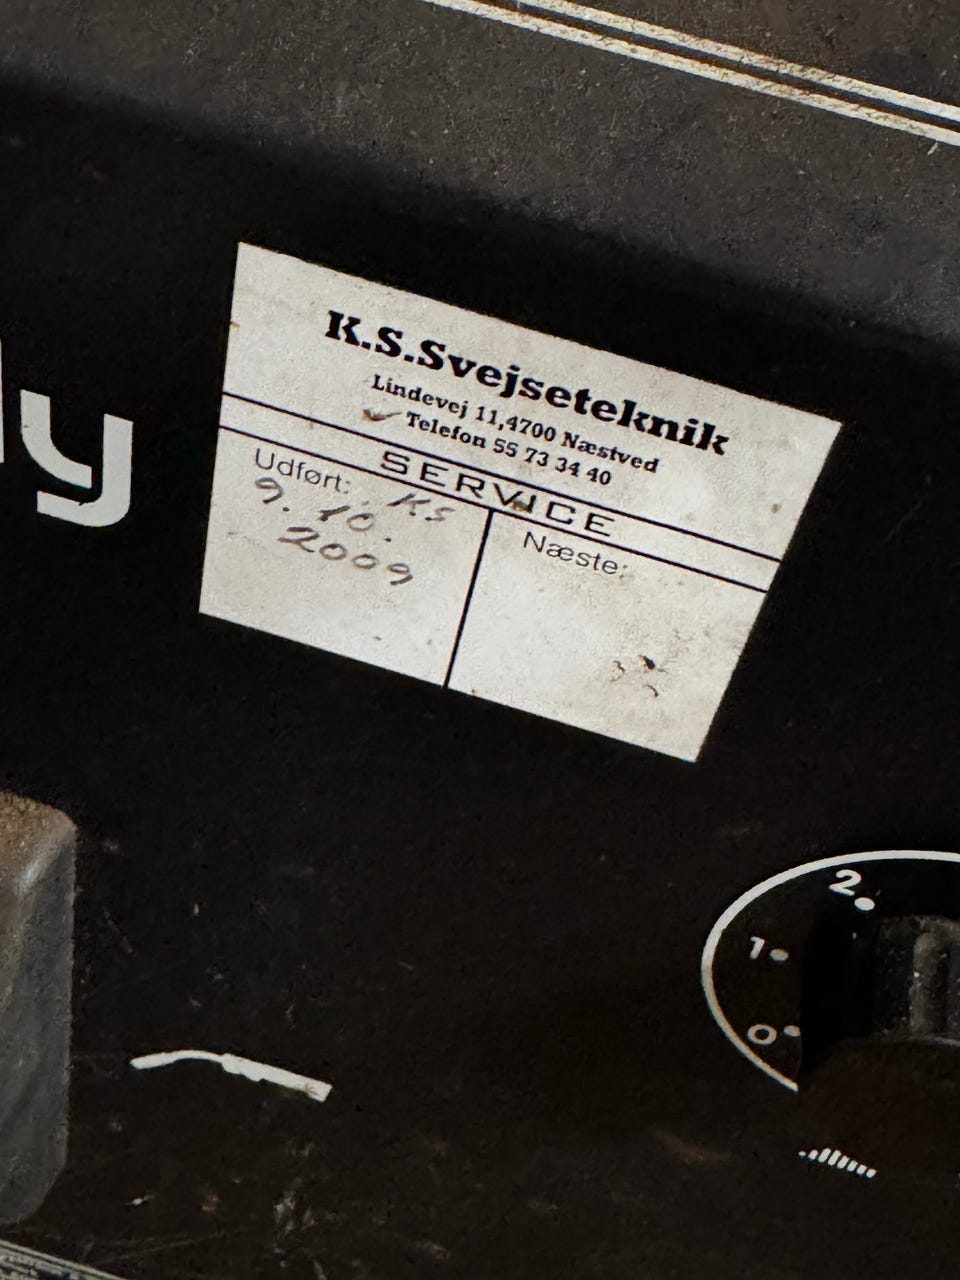 K.S.Svejseteknik
Lindevej 11,4700 Næstved
Telefon 55 73 34 40
SERVICE
Udført: KS
9. 10.
2009
Næste:
y
2
1
0